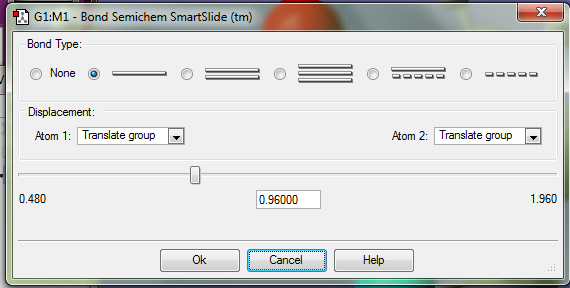 G1:M1 - Bond Semichem SmartSlide (tm)
Bond Type:
None
Displacement:
Atom 1: Translate group Atom 2: Translate group
0.480 0.96000 1.960
Ok Cancel Help